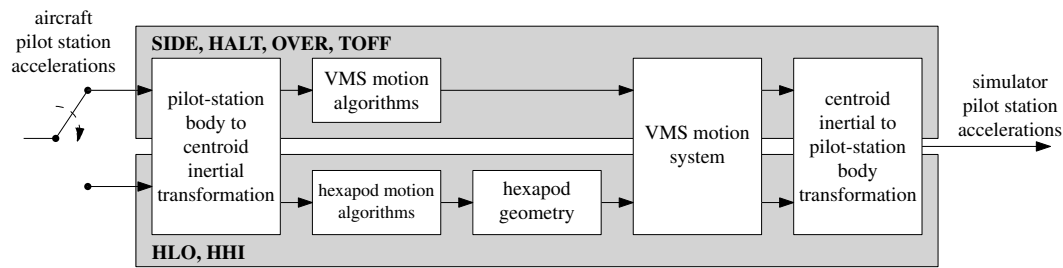 aircraft
pilot station
accelerations
SIDE, HALT, OVER, TOFF
pilot-station
body to
centroid
inertial
transformation
VMS motion
algorithms
hexapod motion
algorithms
hexapod
geometry
VMS motion
system
centroid
inertial to
pilot-station
body
transformation
simulator
pilot station
accelerations
HLO, HHI